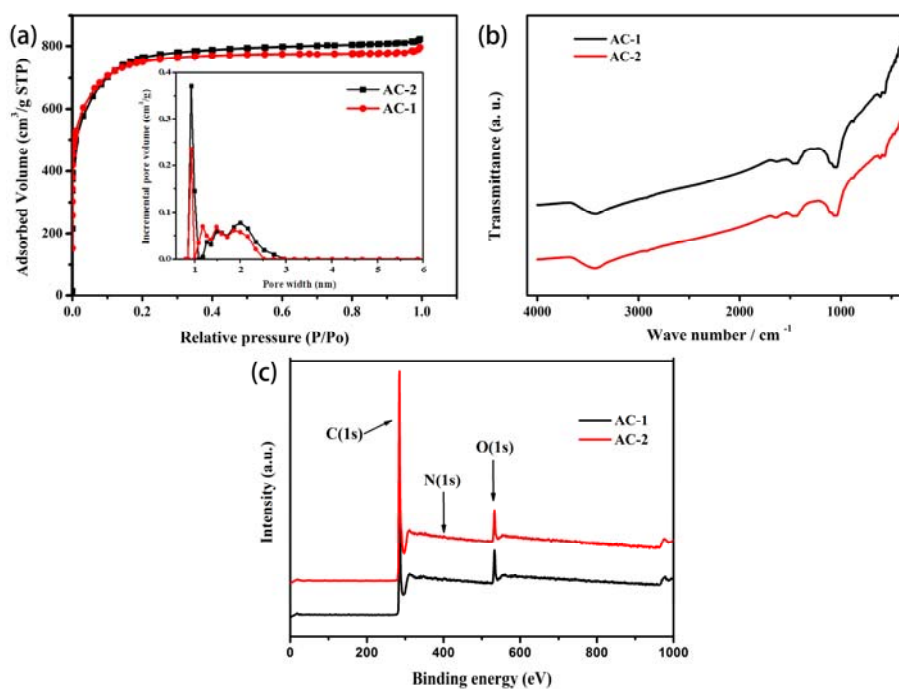 (a)
800
600
400
200
0
0.0 0.2 0.4 0.6 0.8 1.0
Adsorbed Volume (cm³/g STP)
Relative pressure (P/Po)
0.4
0.3
0.2
0.1
0.0
1 2 3 4 5 6
Incremental pore volume (cm³/g)
Pore width (nm)
AC-2
AC-1
(b)
AC-1
AC-2
Transmittance (a. u.)
4000 3000 2000 1000
Wave number / cm⁻¹
(c)
AC-1
AC-2
C(1s)
N(1s)
O(1s)
Intensity (a.u.)
0 200 400 600 800 1000
Binding energy (eV)